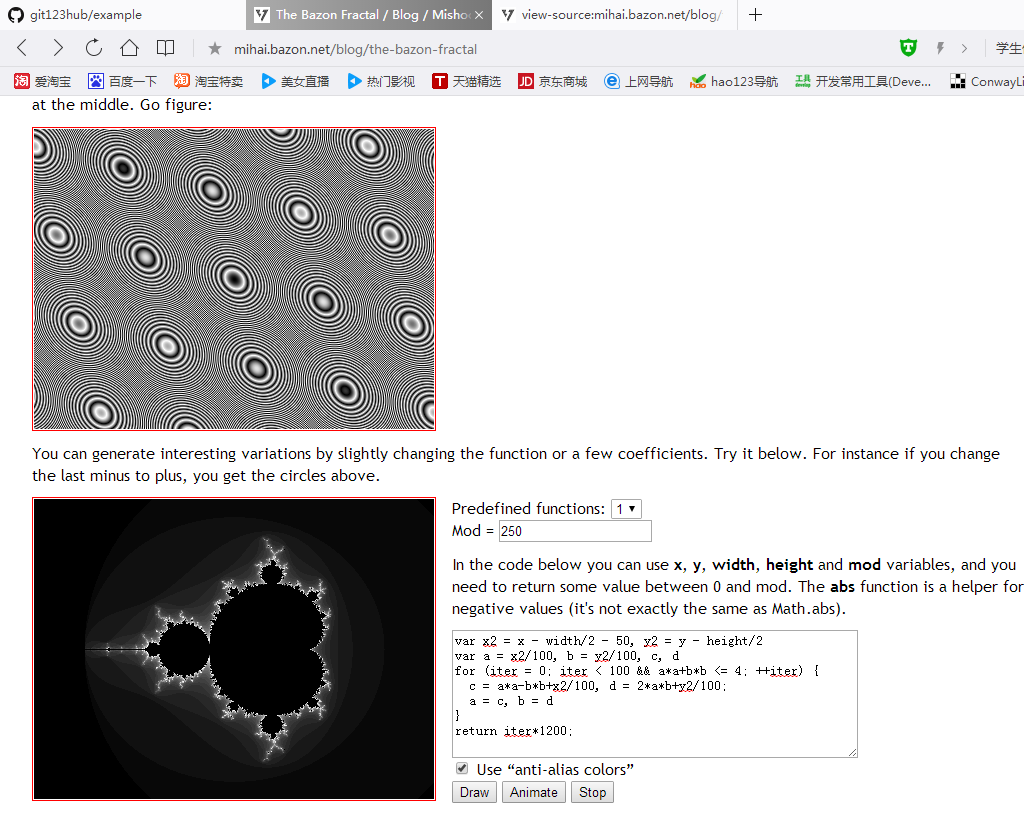 git123hub/example
The Bazon Fractal / Blog / Misho
view-source:mihai.bazon.net/blog/
mihai.bazon.net/blog/the-bazon-fractal
学生
爱淘宝 百度一下 淘宝特卖 美女直播 热门影视 天猫精选 京东商城 上网导航 hao123导航 开发常用工具(Deve... ConwayLi
at the middle. Go figure:
You can generate interesting variations by slightly changing the function or a few coefficients. Try it below. For instance if you change
the last minus to plus, you get the circles above.
Predefined functions: 1
Mod = 250
In the code below you can use x, y, width, height and mod variables, and you
need to return some value between 0 and mod. The abs function is a helper for
negative values (it's not exactly the same as Math.abs).
var x2 = x - width/2 - 50, y2 = y - height/2
var a = x2/100, b = y2/100, c, d
for (iter = 0; iter < 100 && a*a+b*b <= 4; ++iter) {
  c = a*a-b*b+x2/100, d = 2*a*b+y2/100;
  a = c, b = d
}
return iter*1200;
Use “anti-alias colors”
Draw Animate Stop